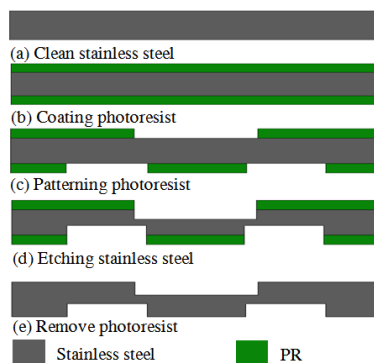 (a) Clean stainless steel
(b) Coating photoresist
(c) Patterning photoresist
(d) Etching stainless steel
(e) Remove photoresist
Stainless steel PR